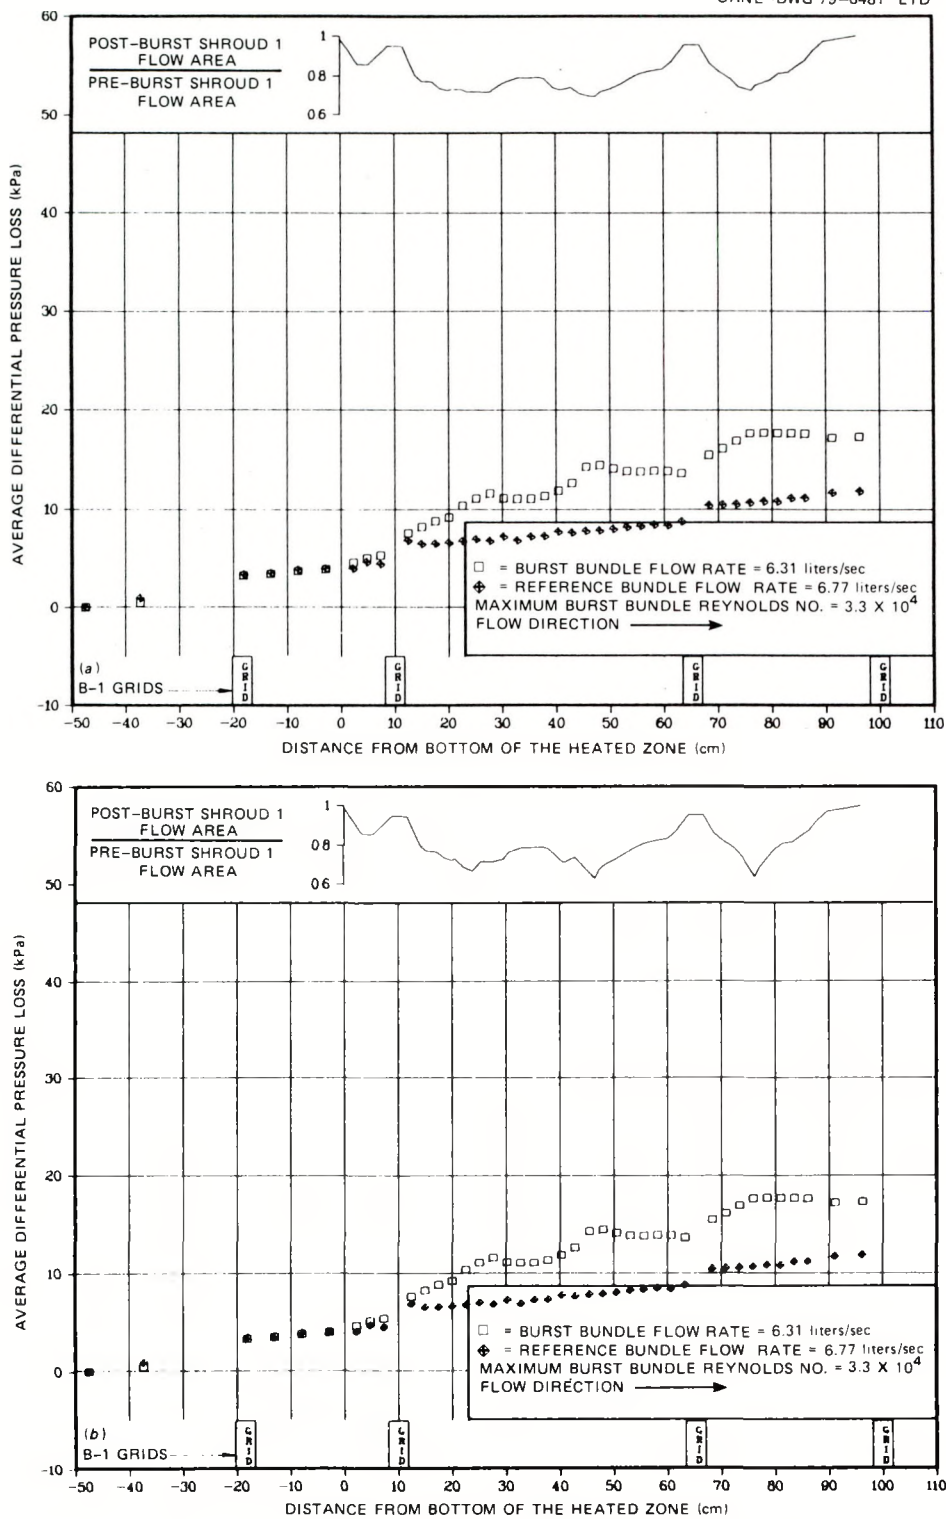 60
50
40
30
20
10
0
-10
AVERAGE DIFFERENTIAL PRESSURE LOSS (kPa)
POST-BURST SHROUD 1
FLOW AREA
PRE-BURST SHROUD 1
FLOW AREA
1
0.8
0.6
□ = BURST BUNDLE FLOW RATE = 6.31 liters/sec
= REFERENCE BUNDLE FLOW RATE = 6.77 liters/sec
MAXIMUM BURST BUNDLE REYNOLDS NO. = 3.3 X 10⁴
FLOW DIRECTION
(a)
B-1 GRIDS
GRID
GRID
GRID
GRID
-50 -40 -30 -20 -10 0 10 20 30 40 50 60 70 80 90 100 110
DISTANCE FROM BOTTOM OF THE HEATED ZONE (cm)
60
50
40
30
20
10
0
-10
AVERAGE DIFFERENTIAL PRESSURE LOSS (kPa)
POST-BURST SHROUD 1
FLOW AREA
PRE-BURST SHROUD 1
FLOW AREA
1
0.8
0.6
□ = BURST BUNDLE FLOW RATE = 6.31 liters/sec
= REFERENCE BUNDLE FLOW RATE = 6.77 liters/sec
MAXIMUM BURST BUNDLE REYNOLDS NO. = 3.3 X 10⁴
FLOW DIRECTION
(b)
B-1 GRIDS
GRID
GRID
GRID
GRID
-50 -40 -30 -20 -10 0 10 20 30 40 50 60 70 80 90 100 110
DISTANCE FROM BOTTOM OF THE HEATED ZONE (cm)